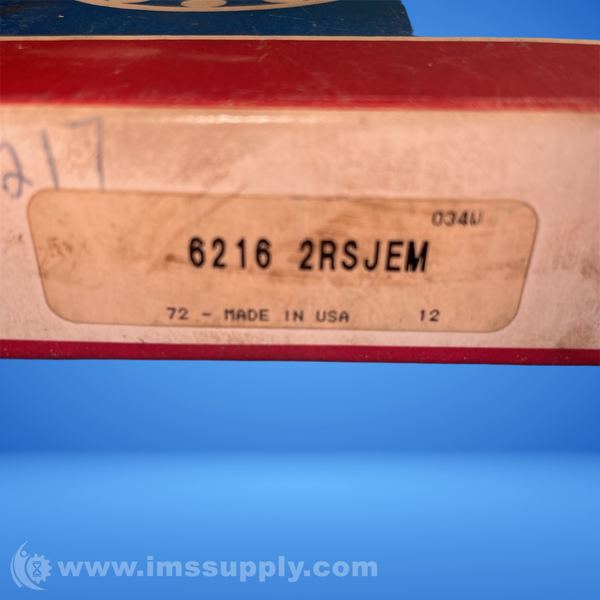 217
034W
6216 2RSJEM
72 - MADE IN USA 12
www.imssupply.com